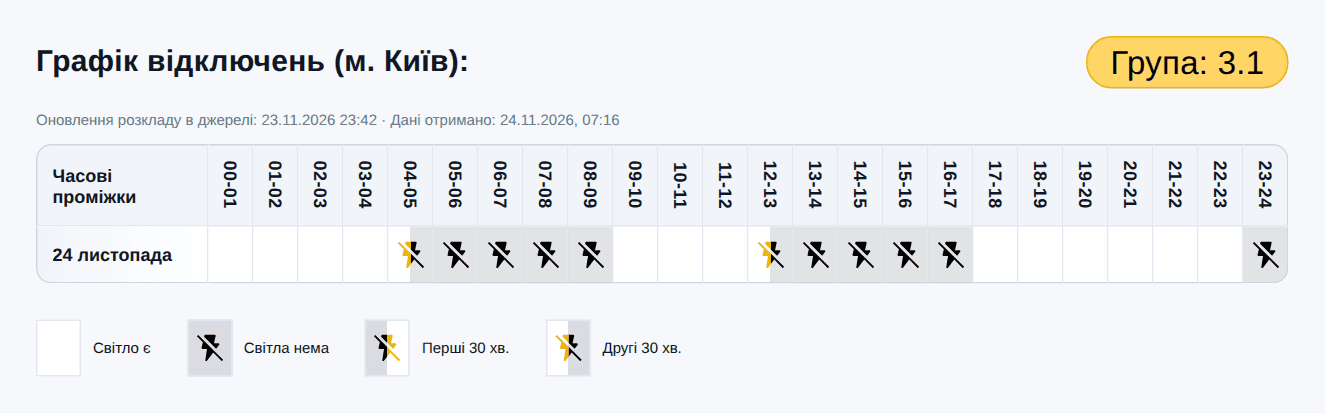 Графік відключень (м. Київ):
Група: 3.1
Оновлення розкладу в джерелі: 23.11.2026 23:42 · Дані отримано: 24.11.2026, 07:16
Часові
проміжки
00-01
01-02
02-03
03-04
04-05
05-06
06-07
07-08
08-09
09-10
10-11
11-12
12-13
13-14
14-15
15-16
16-17
17-18
18-19
19-20
20-21
21-22
22-23
23-24
24 листопада
Світло є
Світла нема
Перші 30 хв.
Другі 30 хв.